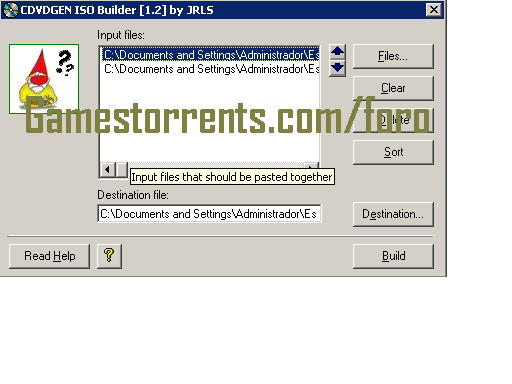 CDVDGEN ISO Builder [1.2] by JRLS
Input files:
C:\Documents and Settings\Administrador\Es
C:\Documents and Settings\Administrador\Es
Files...
Clear
Delete
Sort
Gamestorrents.com/foro
Input files that should be pasted together
Destination file:
C:\Documents and Settings\Administrador\Es
Destination...
Read Help
?
Build
??